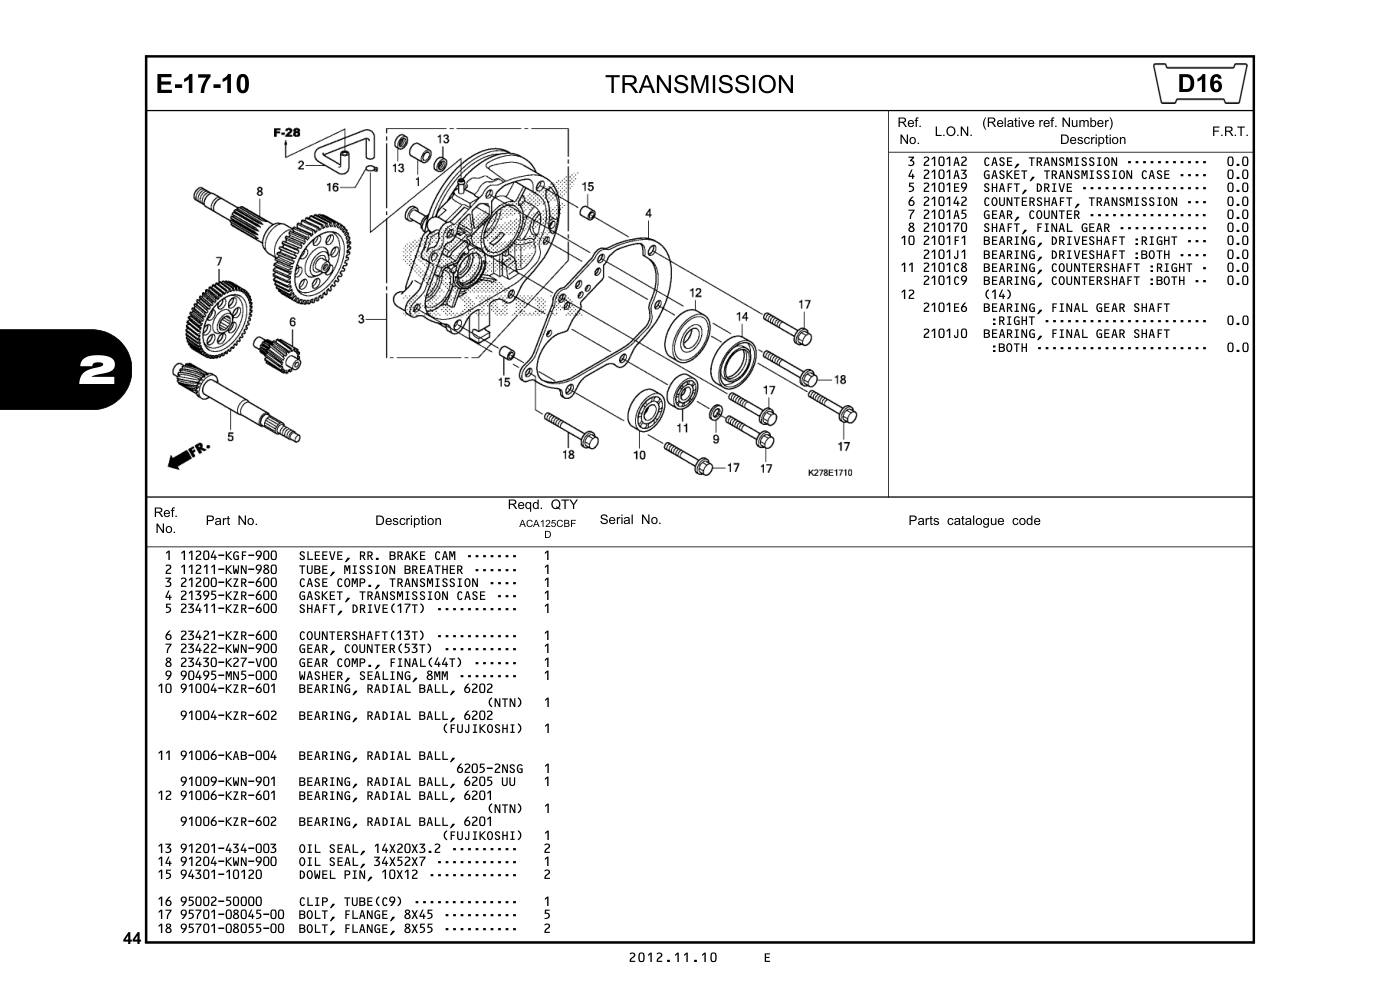 E-17-10
TRANSMISSION
D16
F-28
2
16
13
13
1
8
7
6
5
3
FR.
15
4
12
14
17
18
15
11
9
17
17
17
18
10
17
K278E1710
Ref. No. L.O.N. (Relative ref. Number) Description F.R.T.
3 2101A2 CASE, TRANSMISSION ----------- 0.0
4 2101A3 GASKET, TRANSMISSION CASE ---- 0.0
5 2101E9 SHAFT, DRIVE ----------------- 0.0
6 210142 COUNTERSHAFT, TRANSMISSION --- 0.0
7 2101A5 GEAR, COUNTER ---------------- 0.0
8 210170 SHAFT, FINAL GEAR ------------ 0.0
10 2101F1 BEARING, DRIVESHAFT :RIGHT --- 0.0
2101J1 BEARING, DRIVESHAFT :BOTH ---- 0.0
11 2101C8 BEARING, COUNTERSHAFT :RIGHT - 0.0
2101C9 BEARING, COUNTERSHAFT :BOTH -- 0.0
12 (14)
2101E6 BEARING, FINAL GEAR SHAFT
:RIGHT ---------------------- 0.0
2101J0 BEARING, FINAL GEAR SHAFT
:BOTH ----------------------- 0.0
2
Ref. No. Part No. Description Reqd. QTY ACA125CBF D Serial No. Parts catalogue code
1 11204-KGF-900 SLEEVE, RR. BRAKE CAM ------- 1
2 11211-KWN-980 TUBE, MISSION BREATHER ------ 1
3 21200-KZR-600 CASE COMP., TRANSMISSION ---- 1
4 21395-KZR-600 GASKET, TRANSMISSION CASE --- 1
5 23411-KZR-600 SHAFT, DRIVE(17T) ----------- 1
6 23421-KZR-600 COUNTERSHAFT(13T) ----------- 1
7 23422-KWN-900 GEAR, COUNTER(53T) ---------- 1
8 23430-K27-V00 GEAR COMP., FINAL(44T) ------ 1
9 90495-MN5-000 WASHER, SEALING, 8MM -------- 1
10 91004-KZR-601 BEARING, RADIAL BALL, 6202
(NTN) 1
91004-KZR-602 BEARING, RADIAL BALL, 6202
(FUJIKOSHI) 1
11 91006-KAB-004 BEARING, RADIAL BALL,
6205-2NSG 1
91009-KWN-901 BEARING, RADIAL BALL, 6205 UU 1
12 91006-KZR-601 BEARING, RADIAL BALL, 6201
(NTN) 1
91006-KZR-602 BEARING, RADIAL BALL, 6201
(FUJIKOSHI) 1
13 91201-434-003 OIL SEAL, 14X20X3.2 --------- 2
14 91204-KWN-900 OIL SEAL, 34X52X7 ----------- 1
15 94301-10120 DOWEL PIN, 10X12 ------------ 2
16 95002-50000 CLIP, TUBE(C9) -------------- 1
17 95701-08045-00 BOLT, FLANGE, 8X45 ---------- 5
18 95701-08055-00 BOLT, FLANGE, 8X55 ---------- 2
44
2012.11.10 E